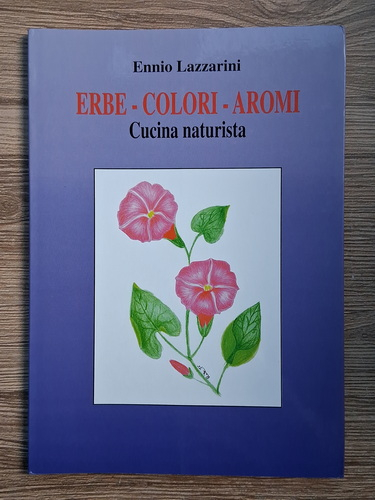 Ennio Lazzarini
ERBE - COLORI - AROMI
Cucina naturista